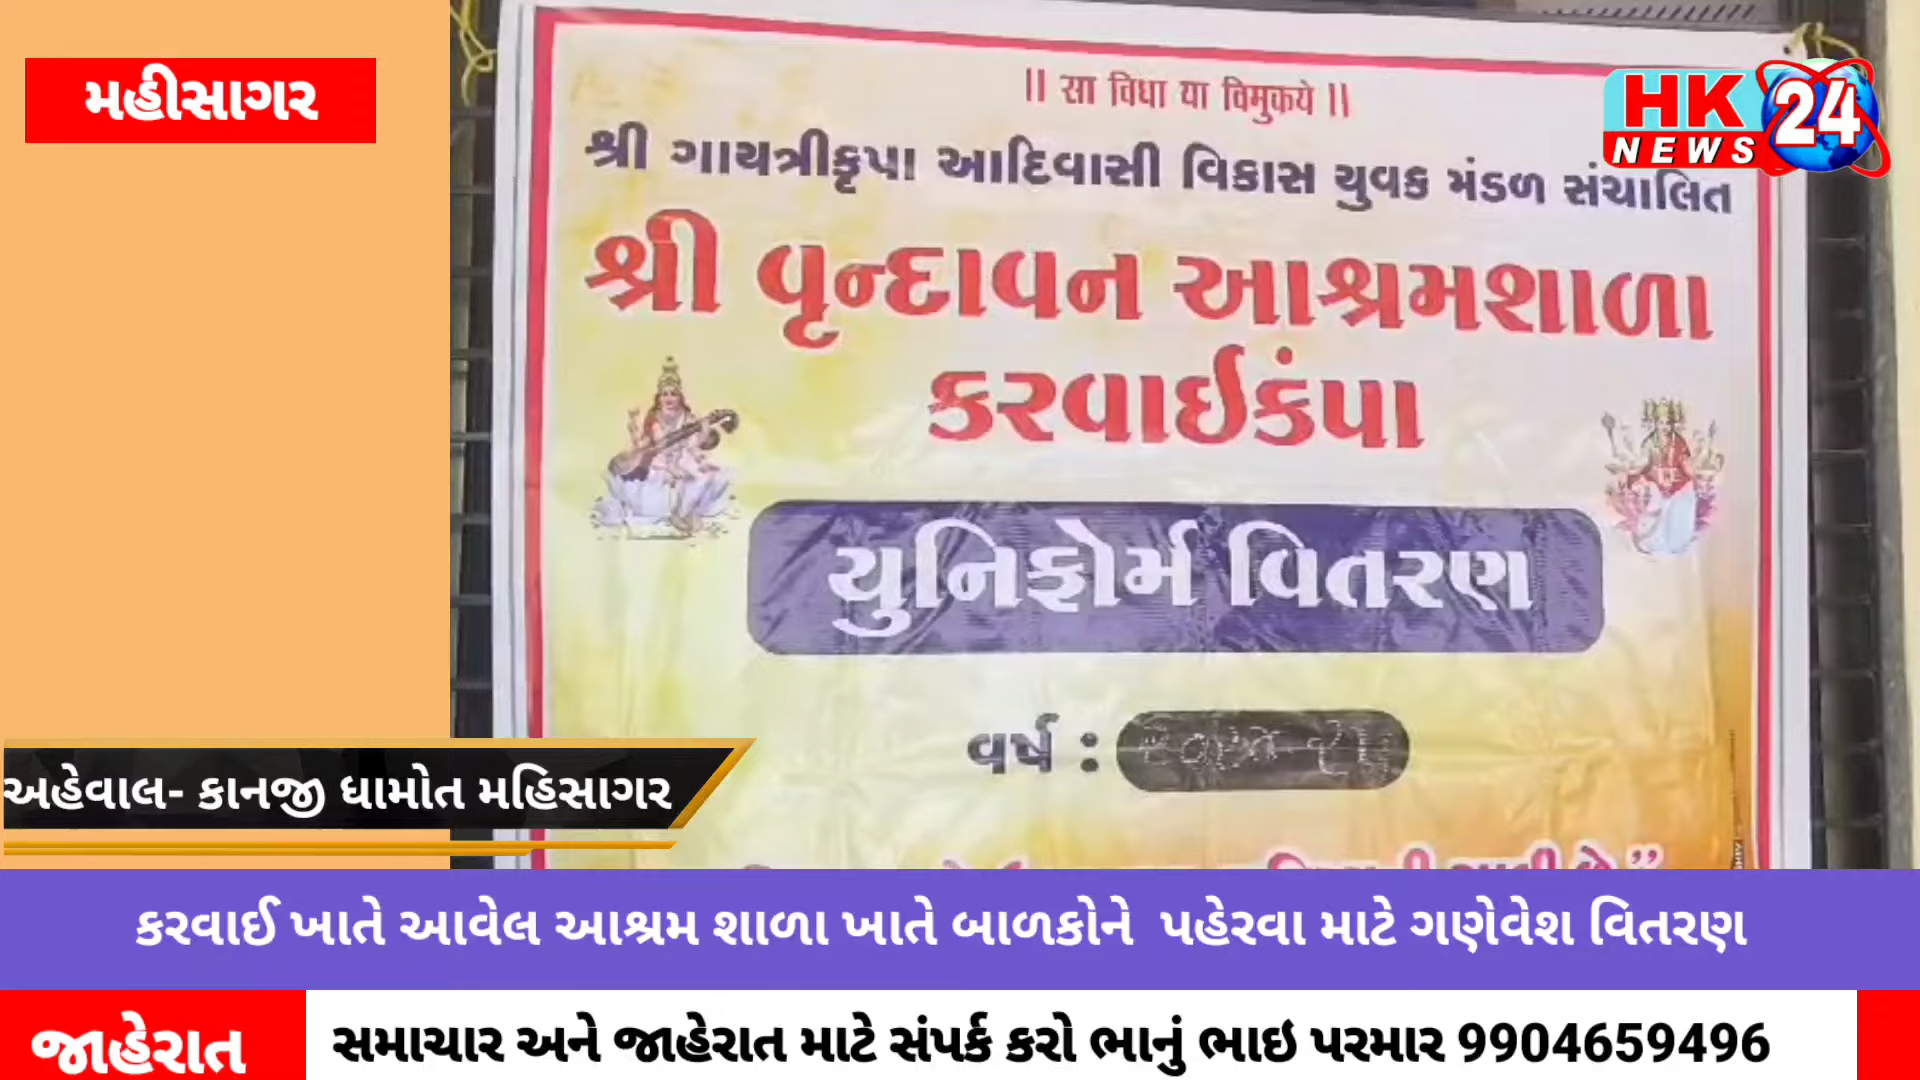 મહીસાગર
HK 24
NEWS
|| सा विधा या विमुकये ||
શ્રી ગાયત્રીકૃપા આદિવાસી વિકાસ યુવક મંડળ સંચાલિત
શ્રી વૃન્દાવન આશ્રમશાળા
કરવાઈકંપા
યુનિફોર્મ વિતરણ
વર્ષ :
અહેવાલ- કાનજી ધામોત મહિસાગર
કરવાઈ ખાતે આવેલ આશ્રમ શાળા ખાતે બાળકોને પહેરવા માટે ગણેવેશ વિતરણ
જાહેરાત
સમાચાર અને જાહેરાત માટે સંપર્ક કરો ભાનું ભાઇ પરમાર 9904659496